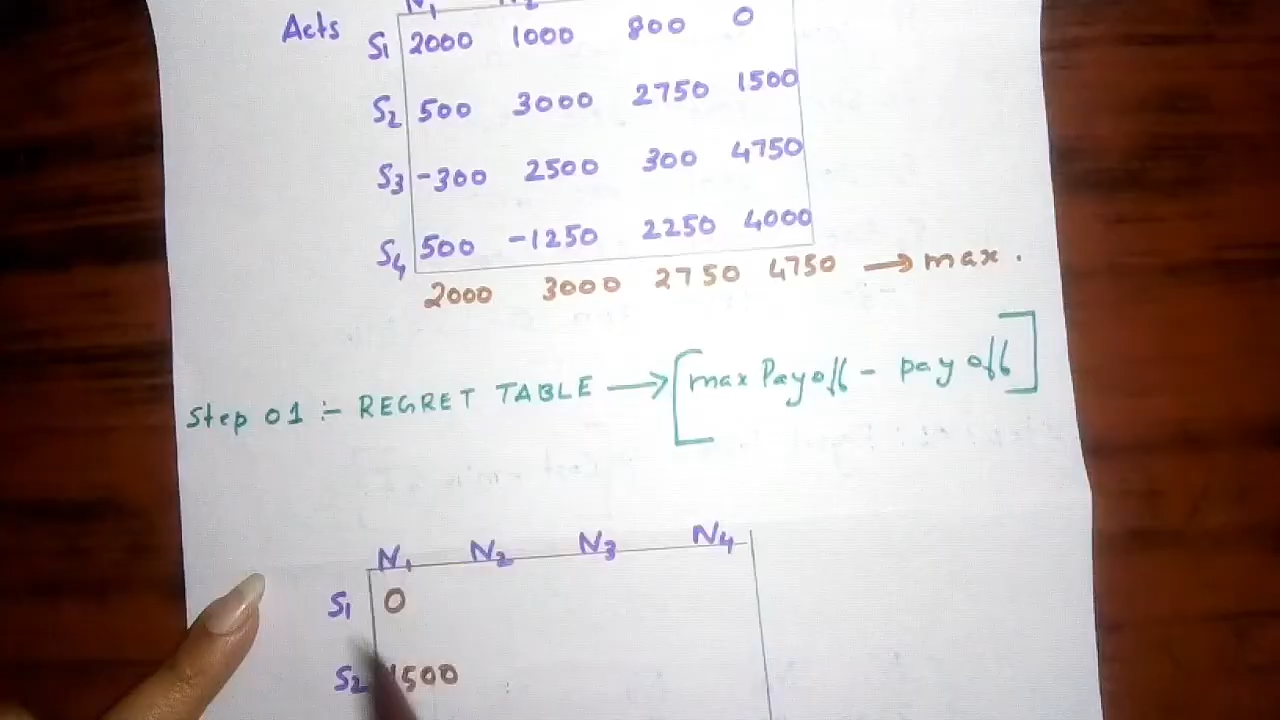 N1
Acts S1 2000 1000 800 0
S2 500 3000 2750 1500
S3 -300 2500 300 4750
S4 500 -1250 2250 4000
2000 3000 2750 4750 → max.
Step 01 :- REGRET TABLE → [max Payoff - pay off]
N1 N2 N3 N4
S1 0
S2 1500